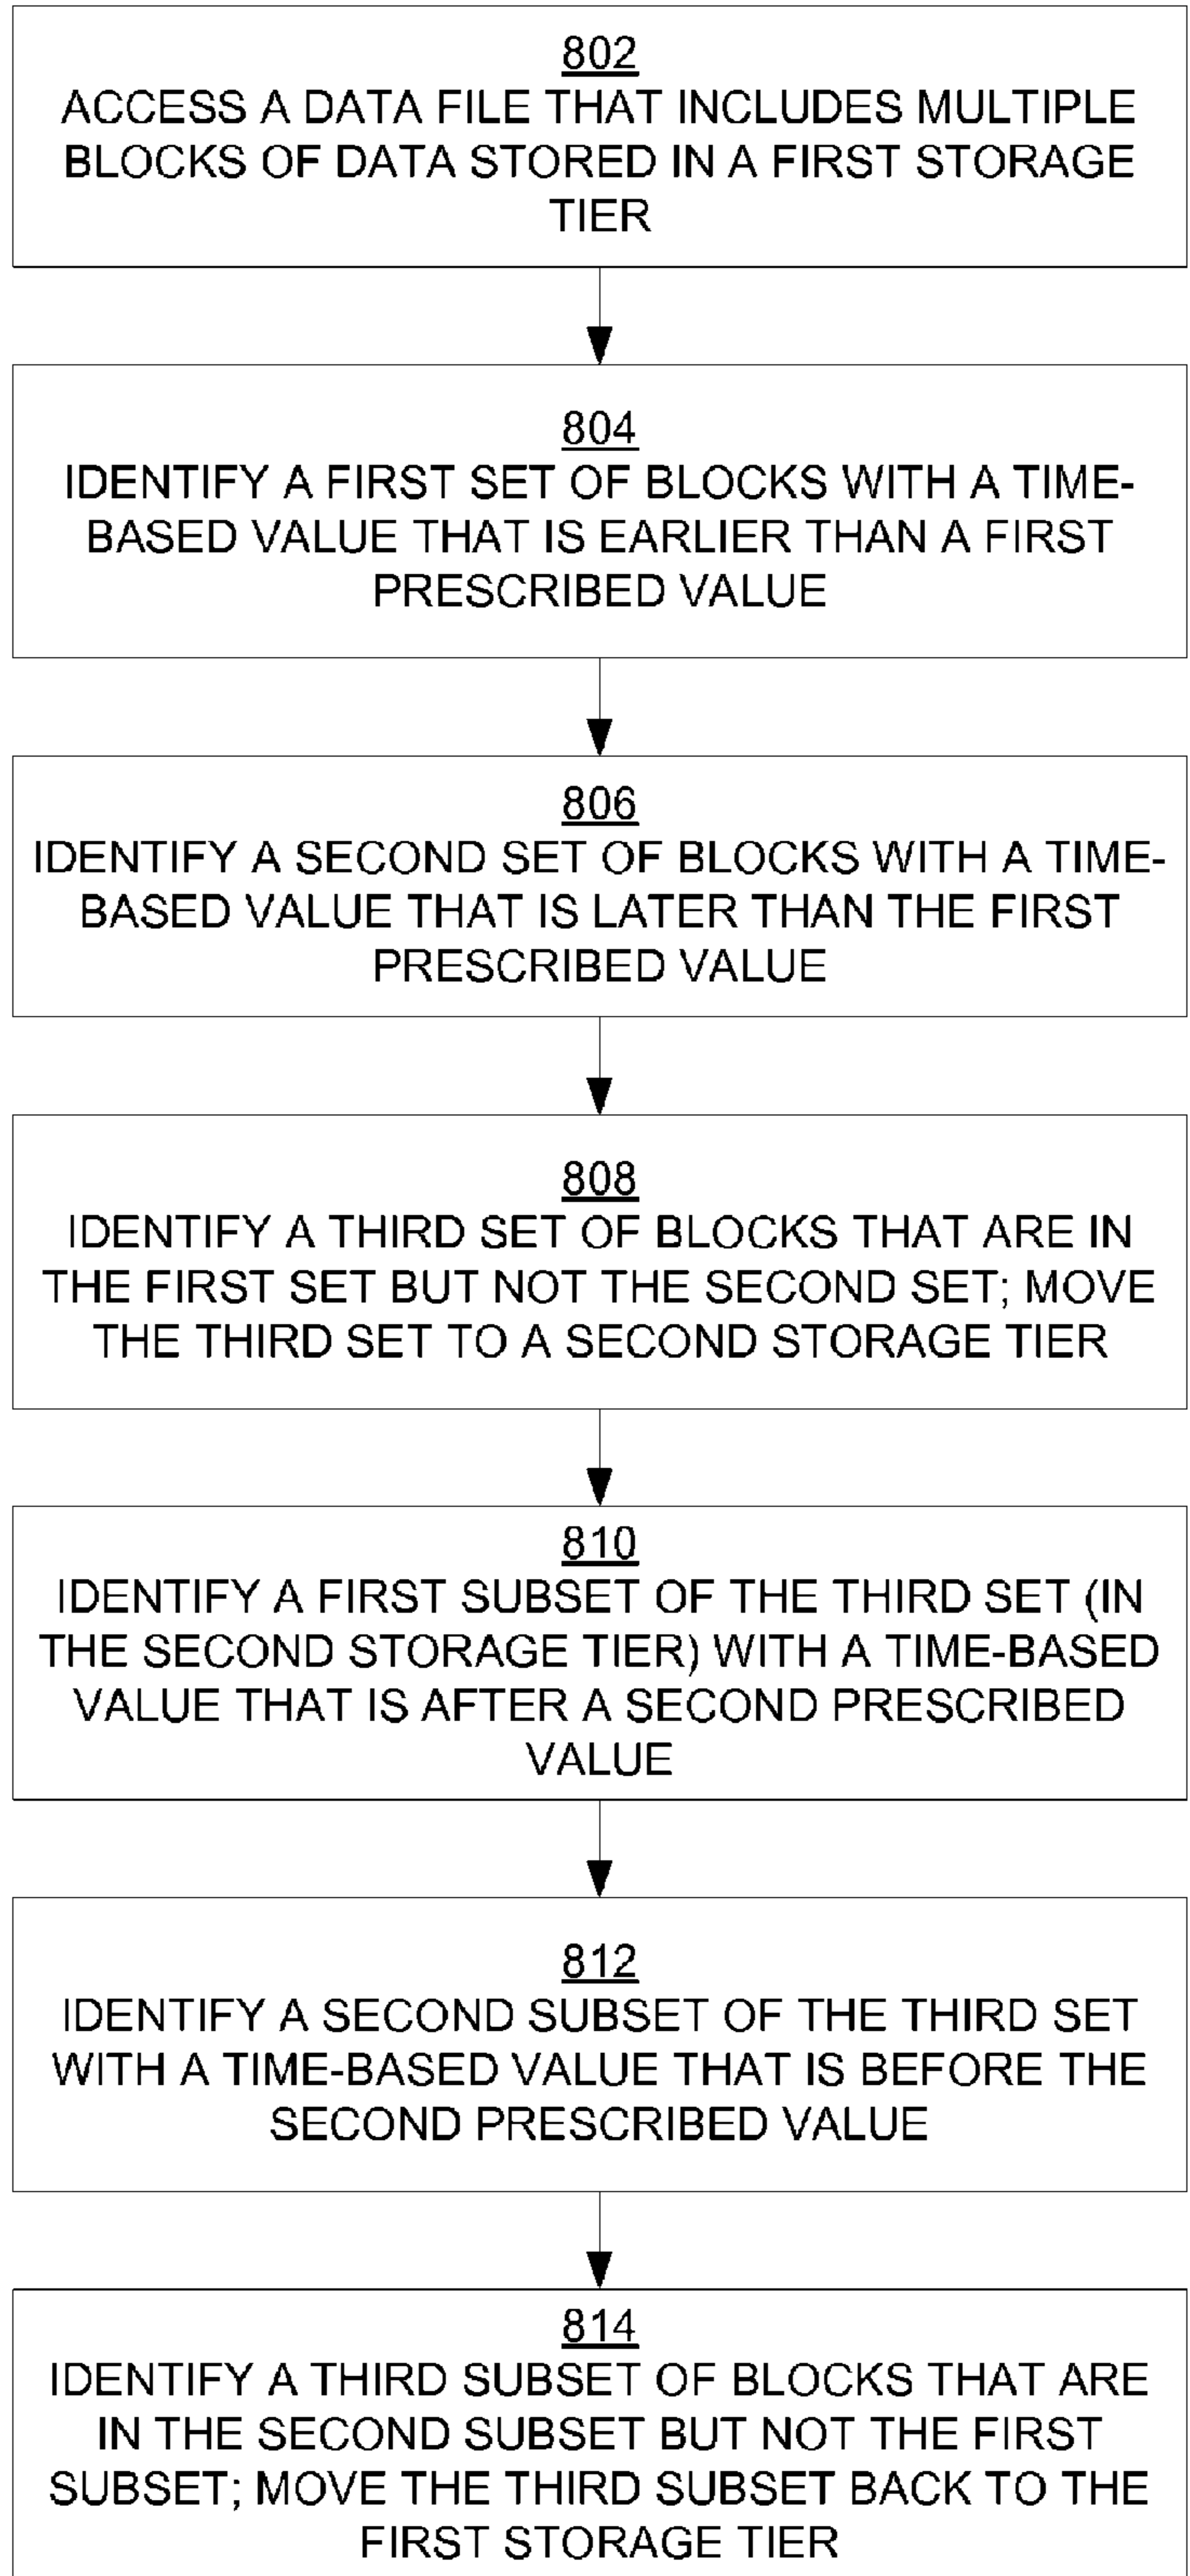 802
ACCESS A DATA FILE THAT INCLUDES MULTIPLE
BLOCKS OF DATA STORED IN A FIRST STORAGE
TIER
804
IDENTIFY A FIRST SET OF BLOCKS WITH A TIME-
BASED VALUE THAT IS EARLIER THAN A FIRST
PRESCRIBED VALUE
806
IDENTIFY A SECOND SET OF BLOCKS WITH A TIME-
BASED VALUE THAT IS LATER THAN THE FIRST
PRESCRIBED VALUE
808
IDENTIFY A THIRD SET OF BLOCKS THAT ARE IN
THE FIRST SET BUT NOT THE SECOND SET; MOVE
THE THIRD SET TO A SECOND STORAGE TIER
810
IDENTIFY A FIRST SUBSET OF THE THIRD SET (IN
THE SECOND STORAGE TIER) WITH A TIME-BASED
VALUE THAT IS AFTER A SECOND PRESCRIBED
VALUE
812
IDENTIFY A SECOND SUBSET OF THE THIRD SET
WITH A TIME-BASED VALUE THAT IS BEFORE THE
SECOND PRESCRIBED VALUE
814
IDENTIFY A THIRD SUBSET OF BLOCKS THAT ARE
IN THE SECOND SUBSET BUT NOT THE FIRST
SUBSET; MOVE THE THIRD SUBSET BACK TO THE
FIRST STORAGE TIER